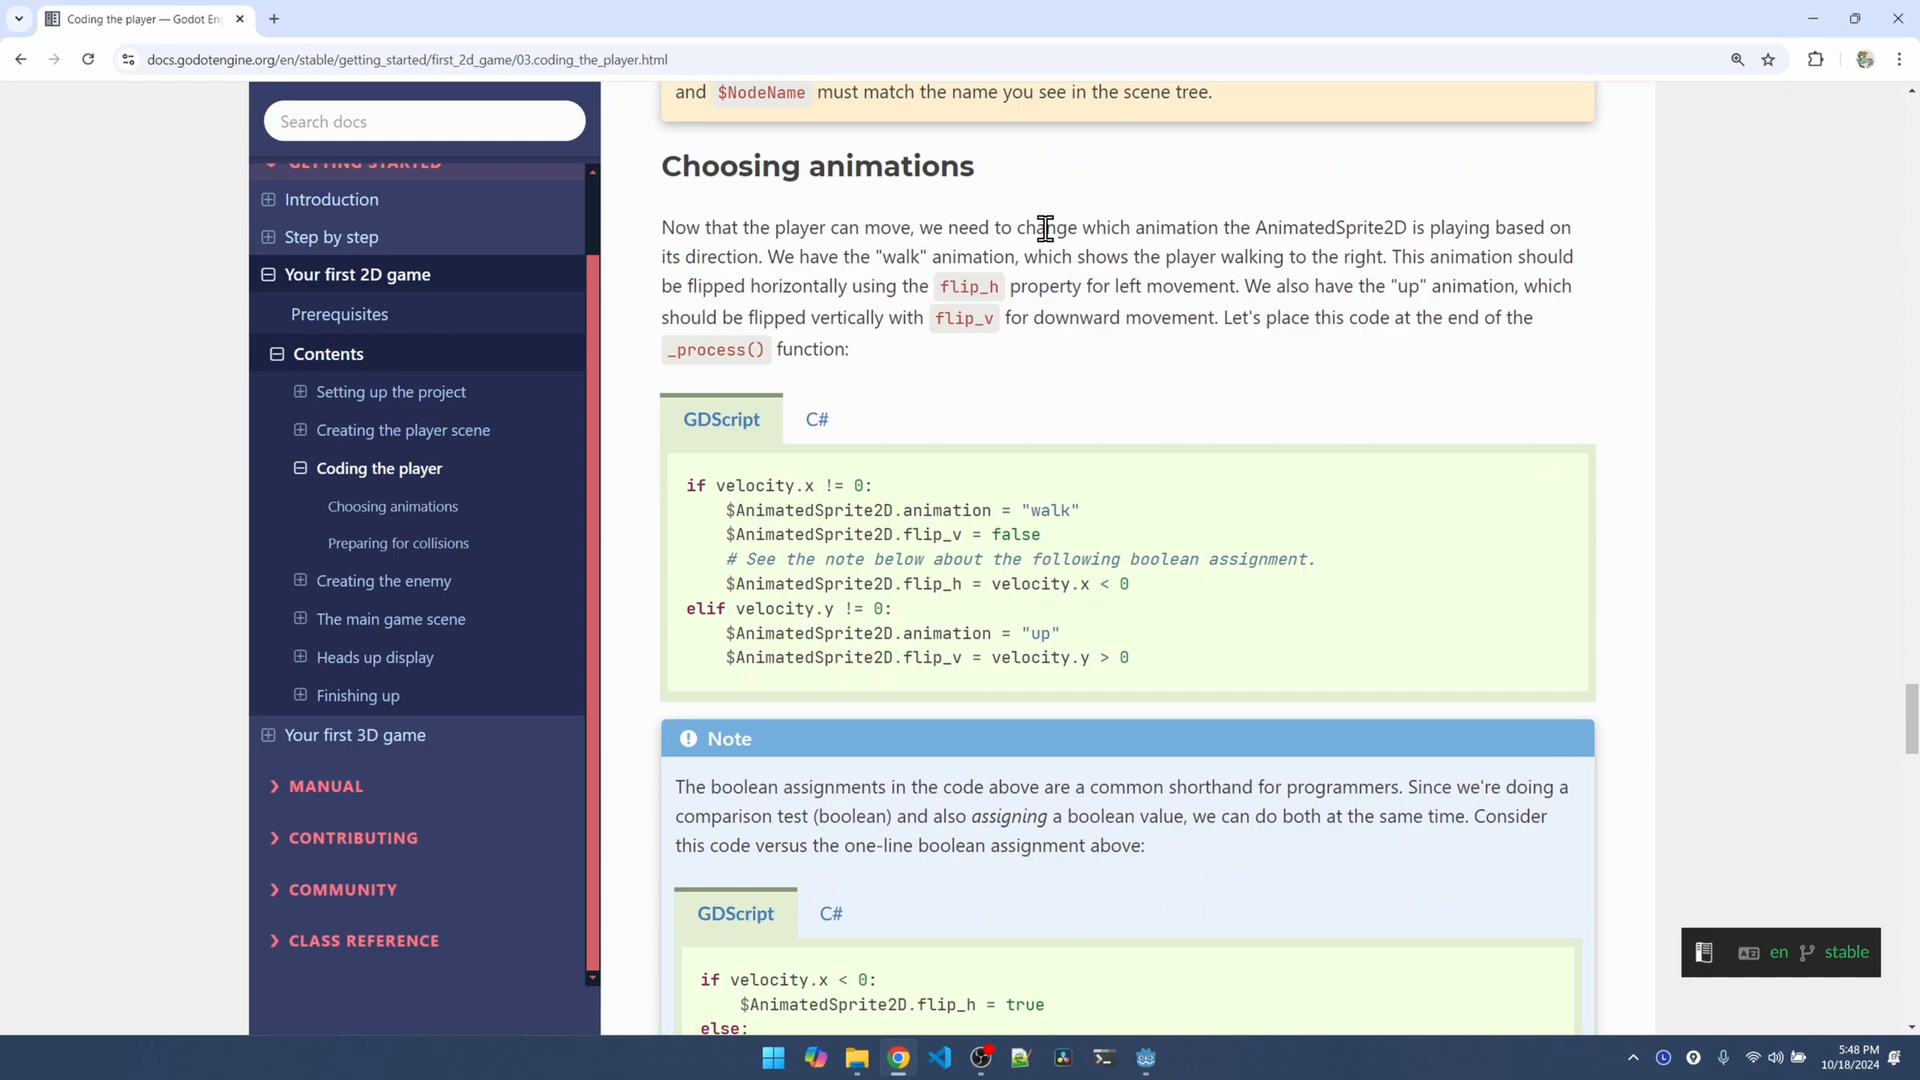 Coding the player — Godot En
docs.godotengine.org/en/stable/getting_started/first_2d_game/03.coding_the_player.html
Search docs
GETTING STARTED
Introduction
Step by step
Your first 2D game
Prerequisites
Contents
Setting up the project
Creating the player scene
Coding the player
Choosing animations
Preparing for collisions
Creating the enemy
The main game scene
Heads up display
Finishing up
Your first 3D game
MANUAL
CONTRIBUTING
COMMUNITY
CLASS REFERENCE
and $NodeName must match the name you see in the scene tree.
Choosing animations
Now that the player can move, we need to change which animation the AnimatedSprite2D is playing based on
its direction. We have the "walk" animation, which shows the player walking to the right. This animation should
be flipped horizontally using the flip_h property for left movement. We also have the "up" animation, which
should be flipped vertically with flip_v for downward movement. Let's place this code at the end of the
_process() function:
GDScript C#
if velocity.x != 0:
$AnimatedSprite2D.animation = "walk"
$AnimatedSprite2D.flip_v = false
# See the note below about the following boolean assignment.
$AnimatedSprite2D.flip_h = velocity.x < 0
elif velocity.y != 0:
$AnimatedSprite2D.animation = "up"
$AnimatedSprite2D.flip_v = velocity.y > 0
Note
The boolean assignments in the code above are a common shorthand for programmers. Since we're doing a
comparison test (boolean) and also assigning a boolean value, we can do both at the same time. Consider
this code versus the one-line boolean assignment above:
GDScript C#
if velocity.x < 0:
$AnimatedSprite2D.flip_h = true
else:
en stable
5:48 PM
10/18/2024